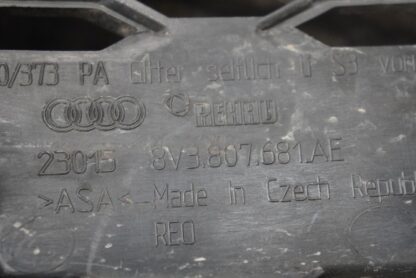 0/373 PA Gitter seitlich U S3 vorn
REHAU
23015 8V3.807.681.AE
>ASA<-Made in Czech Republ
REO